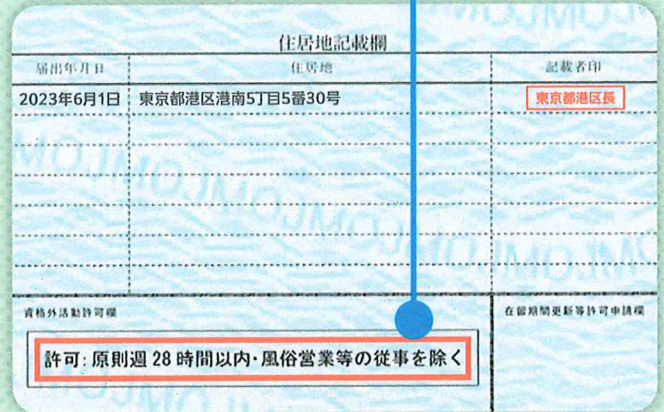 住居地記載欄
届出年月日 住居地 記載者印
2023年6月1日 東京都港区港南5丁目5番30号 東京都港区長
資格外活動許可欄 在留期間更新等許可申請欄
許可:原則週28時間以内・風俗営業等の従事を除く